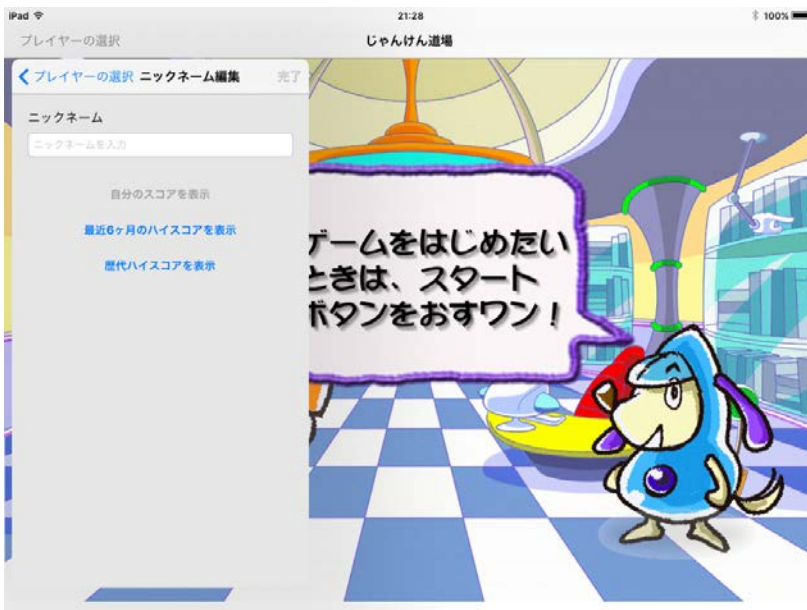 iPad 21:28 100%
プレイヤーの選択 じゃんけん道場
プレイヤーの選択 ニックネーム編集 完了
ニックネーム
ニックネームを入力
自分のスコアを表示
最近6ヶ月のハイスコアを表示
歴代ハイスコアを表示
ゲームをはじめたい
ときは、スタート
ボタンをおすワン！